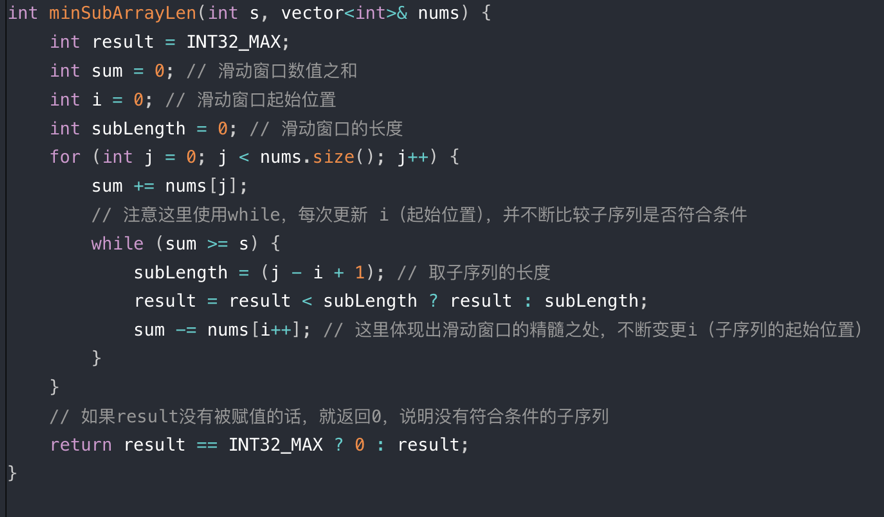 int minSubArrayLen(int s, vector<int>& nums) {
    int result = INT32_MAX;
    int sum = 0; // 滑动窗口数值之和
    int i = 0; // 滑动窗口起始位置
    int subLength = 0; // 滑动窗口的长度
    for (int j = 0; j < nums.size(); j++) {
        sum += nums[j];
        // 注意这里使用while，每次更新 i（起始位置），并不断比较子序列是否符合条件
        while (sum >= s) {
            subLength = (j - i + 1); // 取子序列的长度
            result = result < subLength ? result : subLength;
            sum -= nums[i++]; // 这里体现出滑动窗口的精髓之处，不断变更i（子序列的起始位置）
        }
    }
    // 如果result没有被赋值的话，就返回0，说明没有符合条件的子序列
    return result == INT32_MAX ? 0 : result;
}